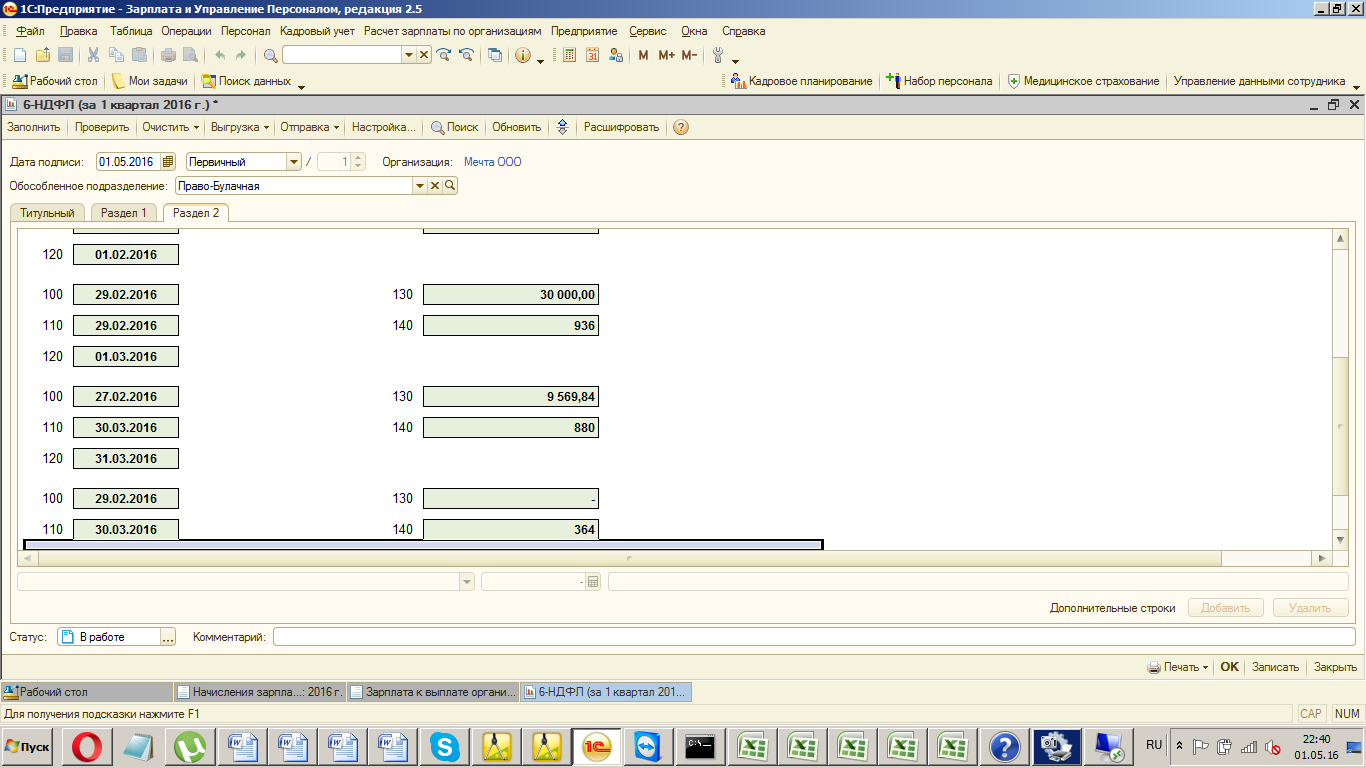 1С:Предприятие - Зарплата и Управление Персоналом, редакция 2.5
Файл Правка Таблица Операции Персонал Кадровый учет Расчет зарплаты по организациям Предприятие Сервис Окна Справка
M M+ M-
Рабочий стол Мои задачи Поиск данных Кадровое планирование Набор персонала Медицинское страхование Управление данными сотрудника
6-НДФЛ (за 1 квартал 2016 г.) *
Заполнить Проверить Очистить Выгрузка Отправка Настройка... Поиск Обновить Расшифровать
Дата подписи: 01.05.2016 Первичный / 1 Организация: Мечта ООО
Обособленное подразделение: Право-Булачная
Титульный Раздел 1 Раздел 2
120 01.02.2016
100 29.02.2016 130 30 000,00
110 29.02.2016 140 936
120 01.03.2016
100 27.02.2016 130 9 569,84
110 30.03.2016 140 880
120 31.03.2016
100 29.02.2016 130 -
110 30.03.2016 140 364
-
Дополнительные строки Добавить Удалить
Статус: В работе ... Комментарий:
Печать OK Записать Закрыть
Рабочий стол Начисления зарпла...: 2016 г. Зарплата к выплате органи... 6-НДФЛ (за 1 квартал 201...
Для получения подсказки нажмите F1 CAP NUM
Пуск RU 22:40
01.05.16